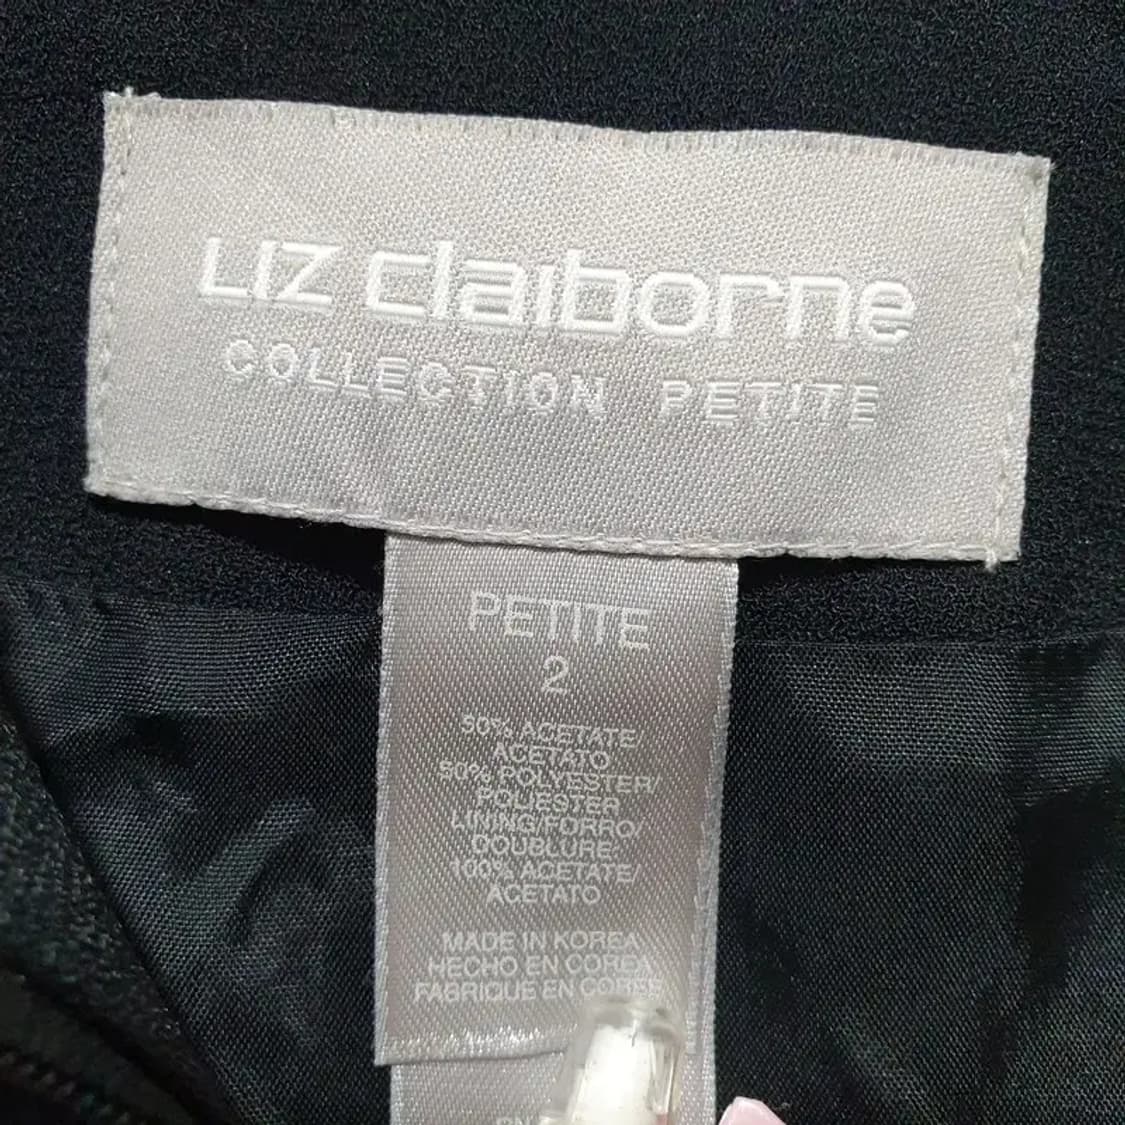 LIZ claiborne
COLLECTION PETITE
PETITE
2
50% ACETATE
ACETATO
50% POLYESTER/
POLIESTER
LINING/FORRO/
DOUBLURE:
100% ACETATE/
ACETATO
MADE IN KOREA
HECHO EN COREA
FABRIQUE EN COREE